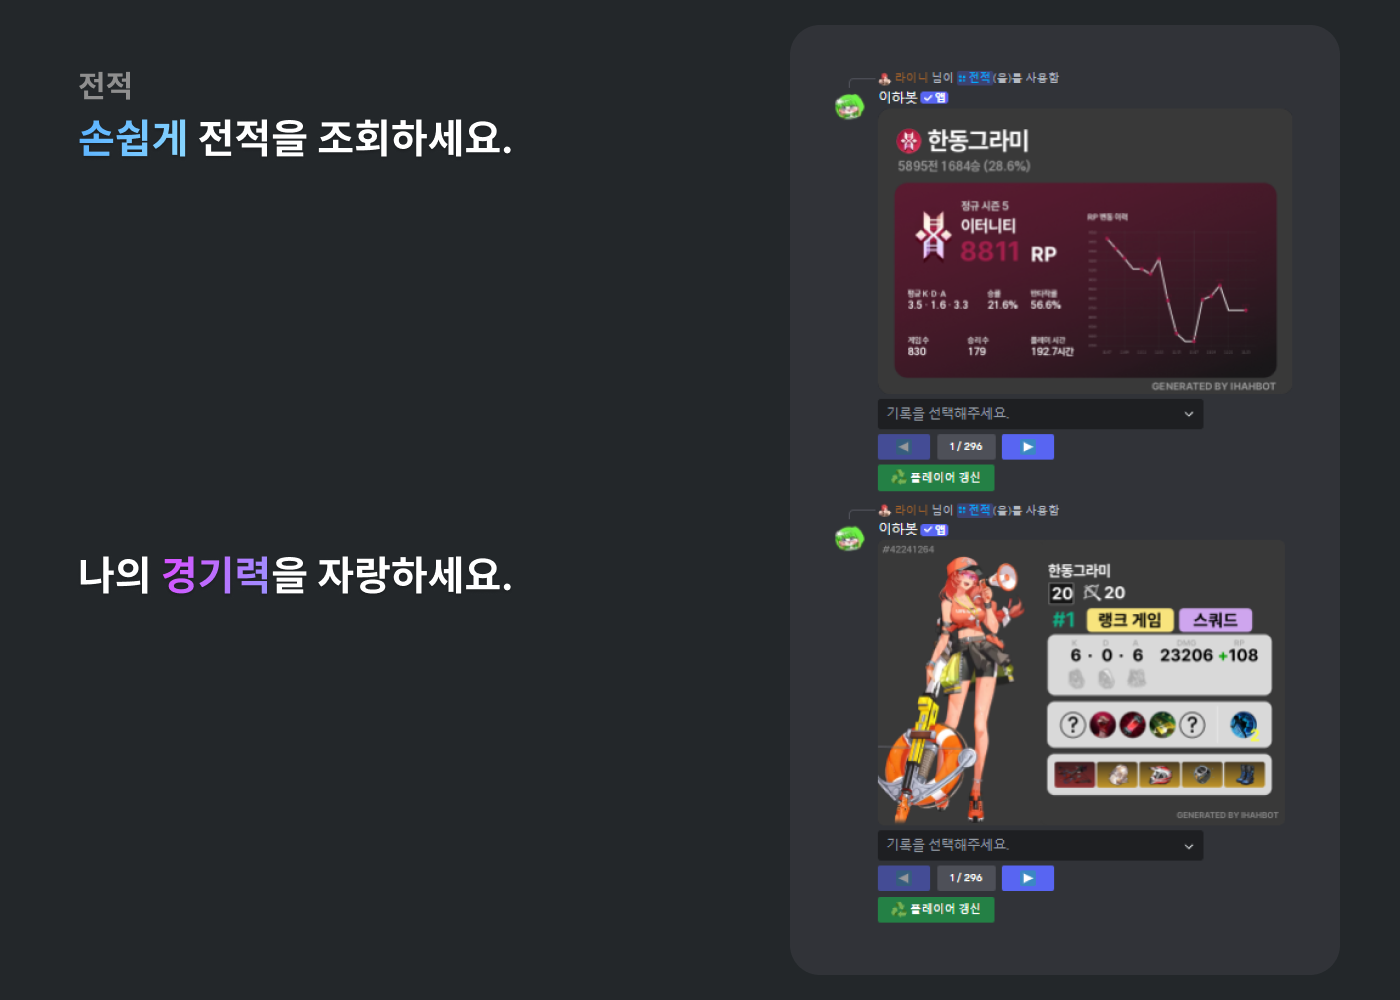 전적
손쉽게 전적을 조회하세요.
나의 경기력을 자랑하세요.
라이니 님이 전적(을)를 사용함
이하봇 ✓앱
한동그라미
5895전 1684승 (28.6%)
정규 시즌 5
이터니티
8811 RP
RP 변동 이력
평균 K · D · A
승률
3.5 · 1.6 · 3.3
21.6%
56.6%
게임 수
승리 수
플레이 시간
830
179
192.7시간
GENERATED BY IHAHBOT
기록을 선택해주세요.
◀ 1 / 296 ▶
플레이어 갱신
라이니 님이 전적(을)를 사용함
이하봇 ✓앱
#42241264
한동그라미
20 20
#1 랭크 게임 스쿼드
K D A DMG RP
6 · 0 · 6 23206 +108
? ? 2
GENERATED BY IHAHBOT
기록을 선택해주세요.
◀ 1 / 296 ▶
플레이어 갱신